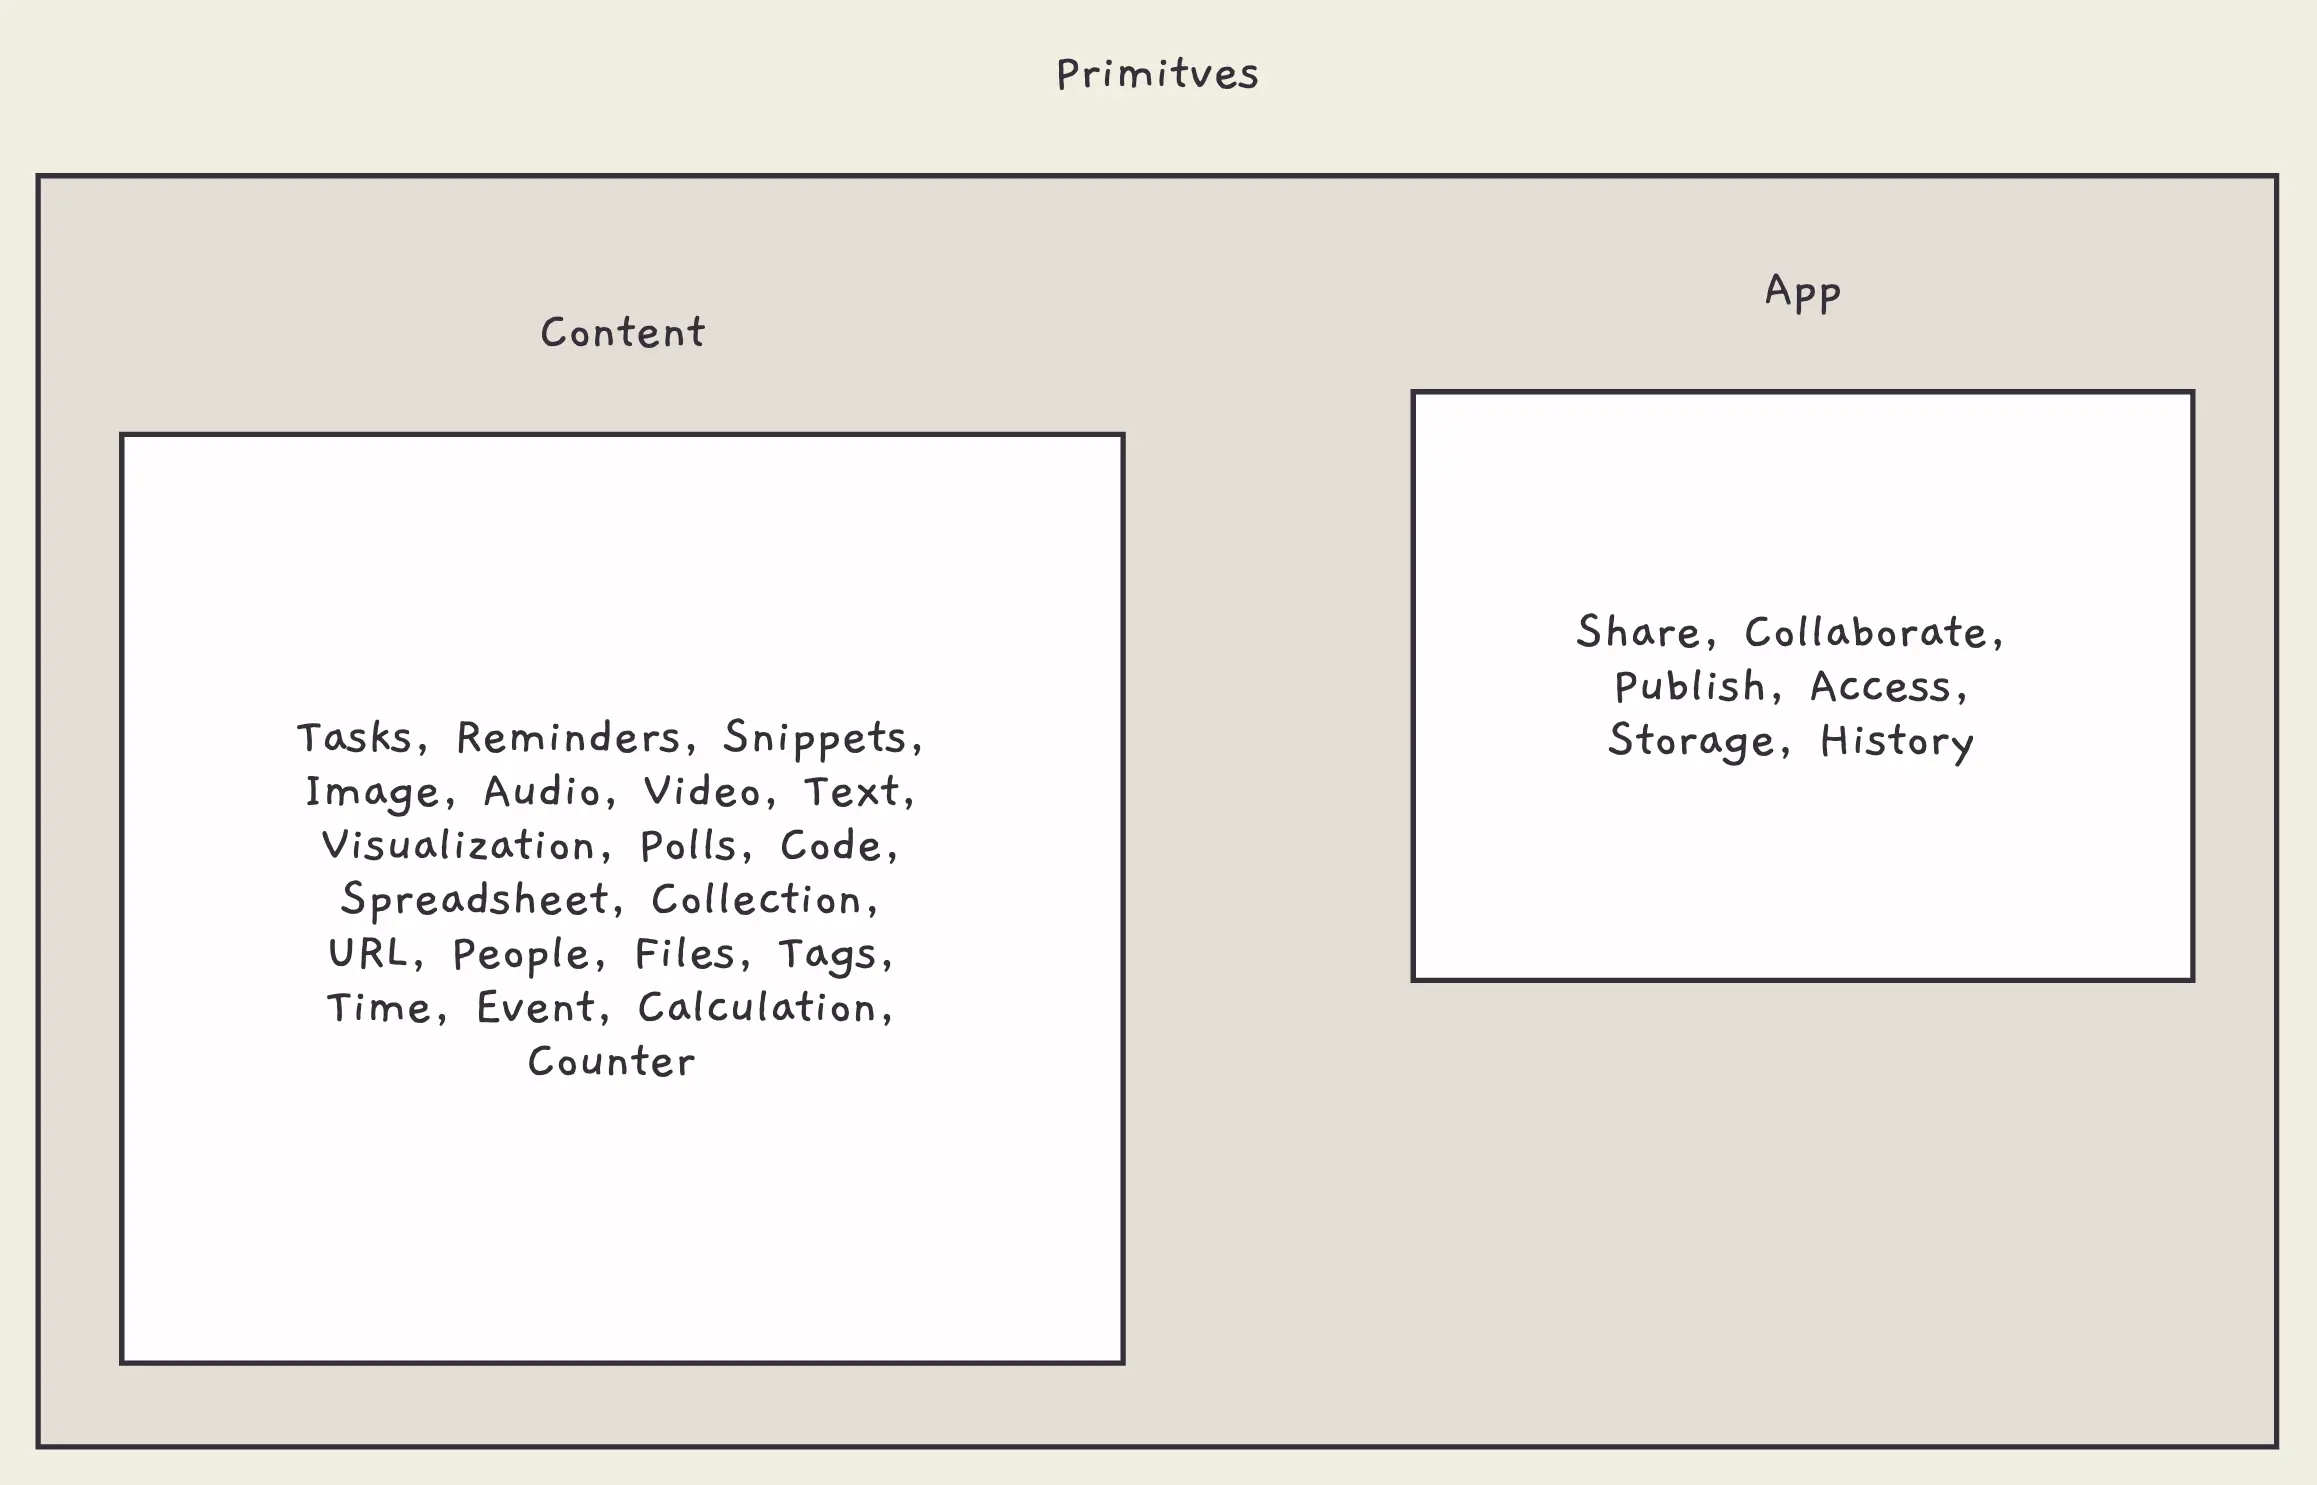 Primitves
Content
Tasks, Reminders, Snippets,
Image, Audio, Video, Text,
Visualization, Polls, Code,
Spreadsheet, Collection,
URL, People, Files, Tags,
Time, Event, Calculation,
Counter
App
Share, Collaborate,
Publish, Access,
Storage, History